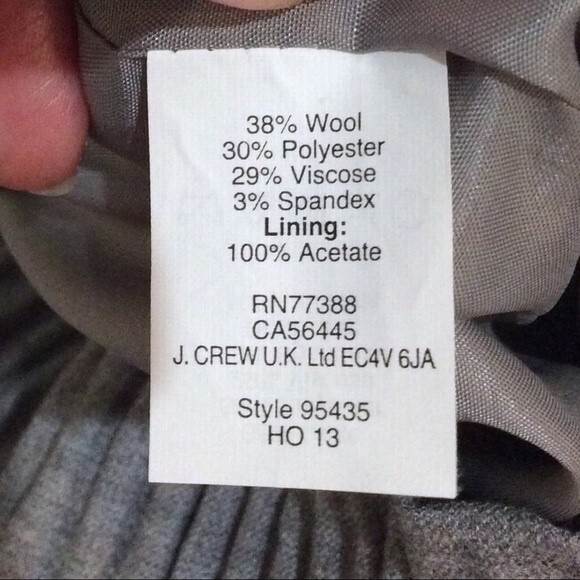 38% Wool
30% Polyester
29% Viscose
3% Spandex
Lining:
100% Acetate
RN77388
CA56445
J. CREW U.K. Ltd EC4V 6JA
Style 95435
HO 13